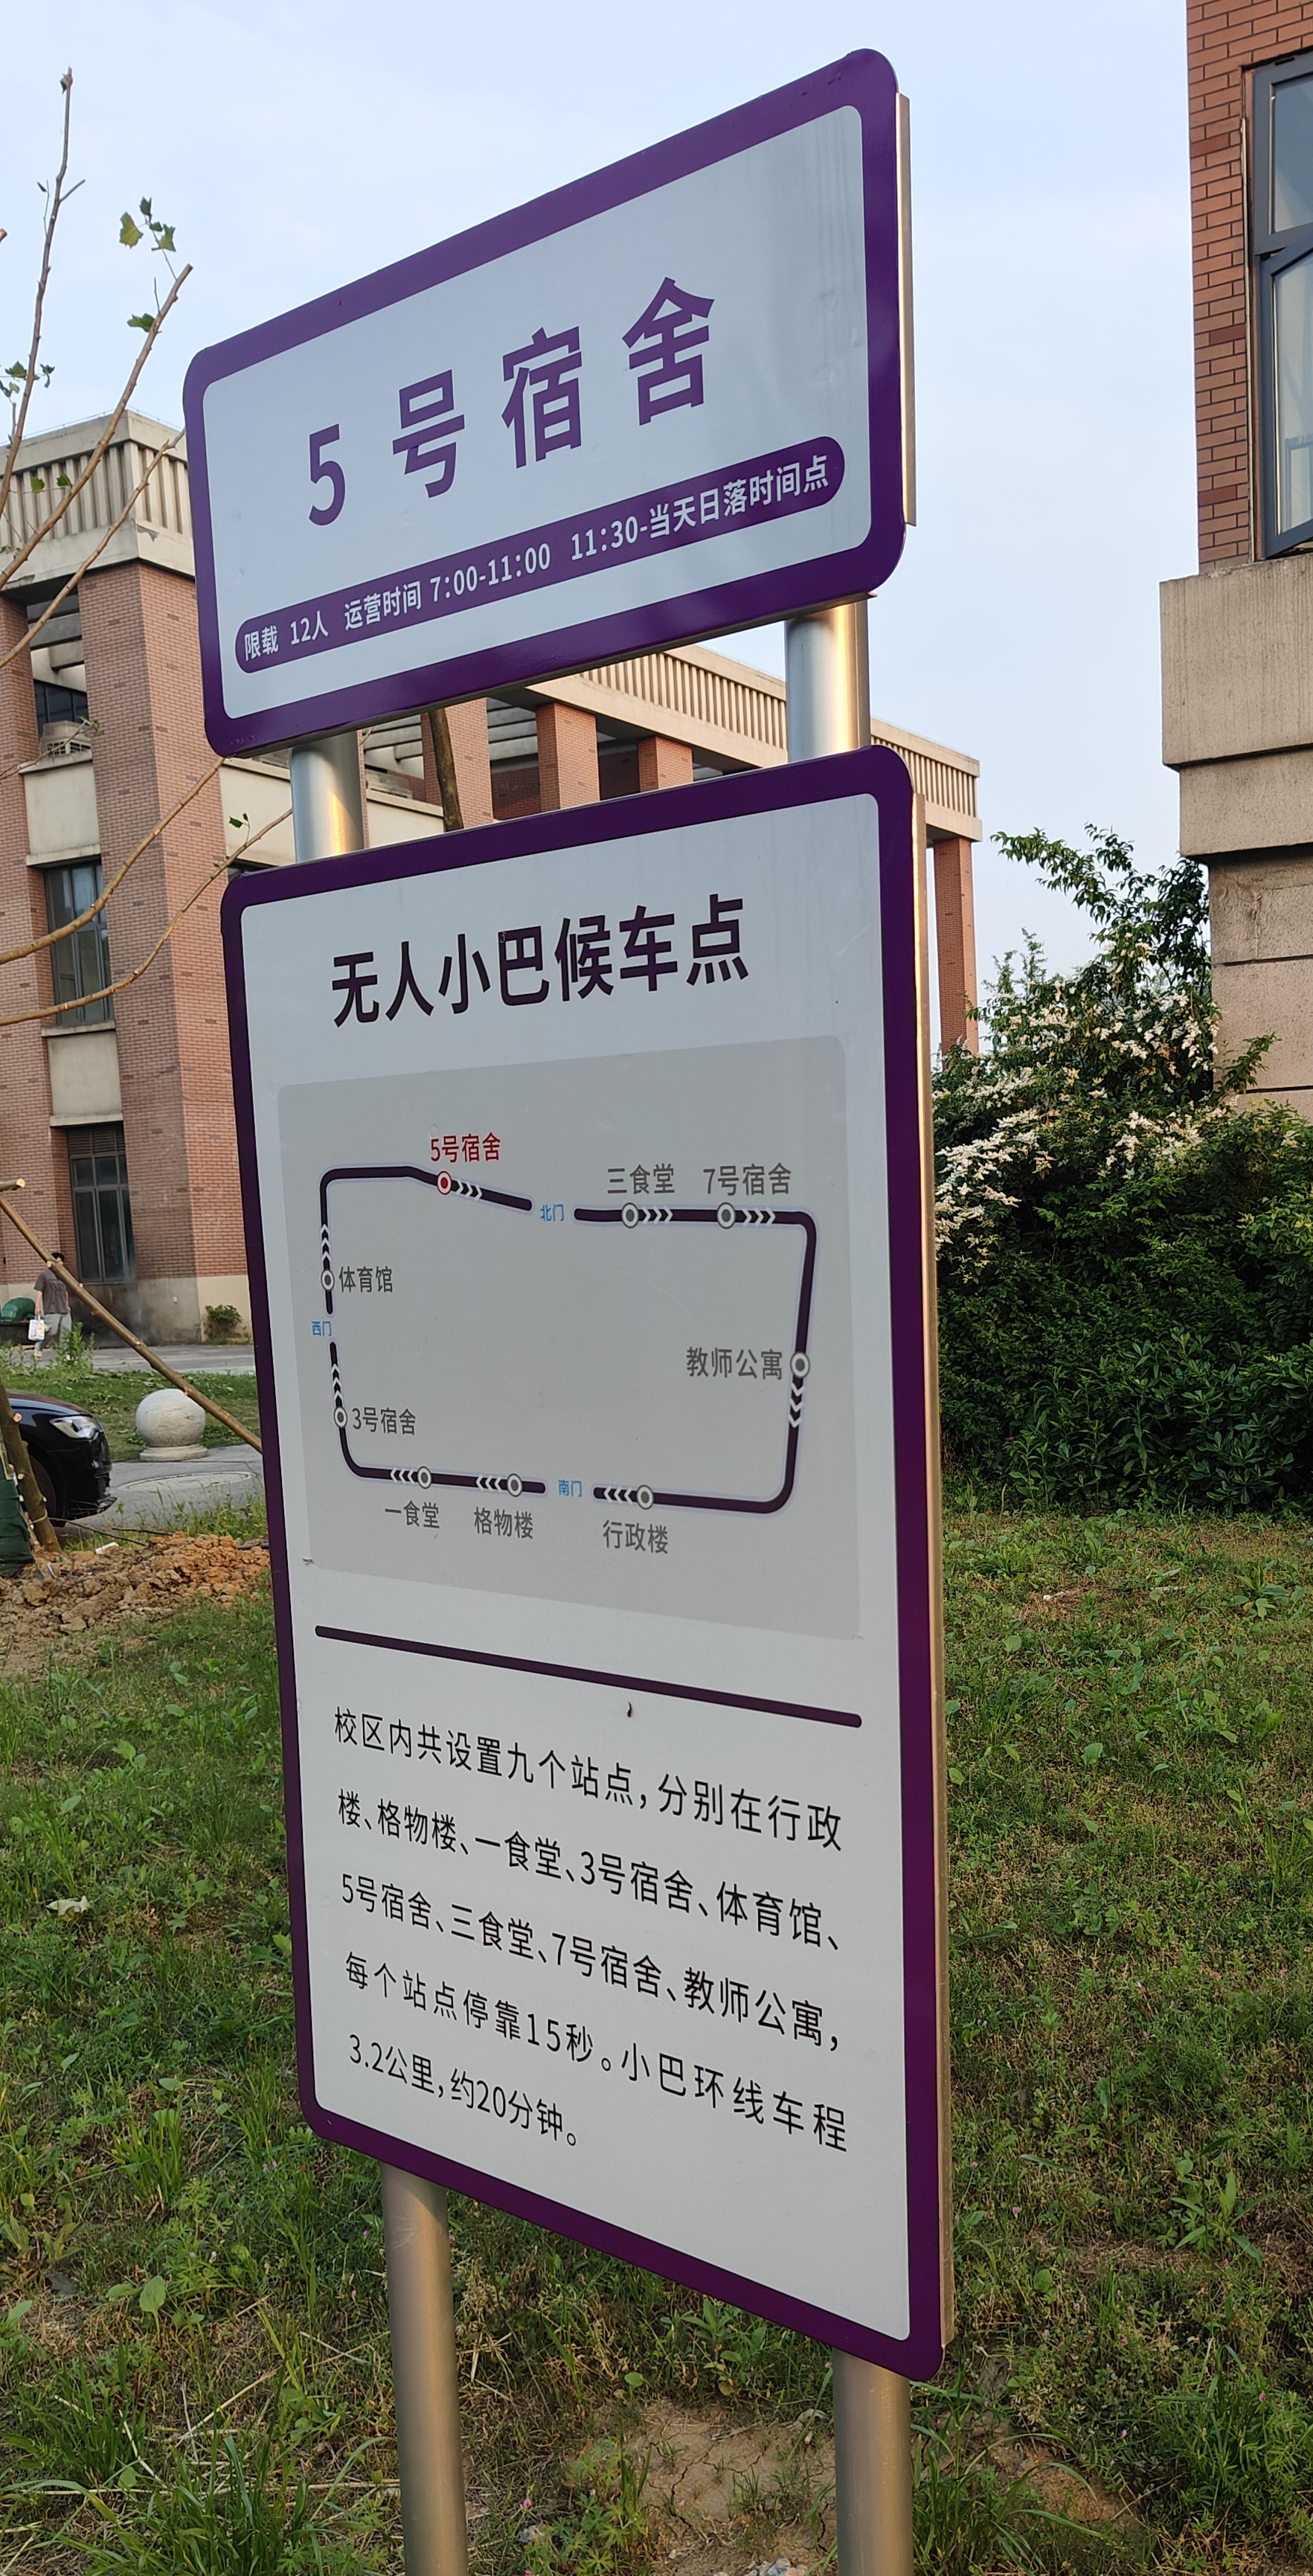 5号宿舍
限载 12人 运营时间 7:00-11:00 11:30-当天日落时间点
无人小巴候车点
5号宿舍
三食堂 7号宿舍
北门
体育馆
西门
教师公寓
3号宿舍
南门
一食堂 格物楼 行政楼
校区内共设置九个站点,分别在行政
楼、格物楼、一食堂、3号宿舍、体育馆、
5号宿舍、三食堂、7号宿舍、教师公寓,
每个站点停靠15秒。小巴环线车程
3.2公里,约20分钟。